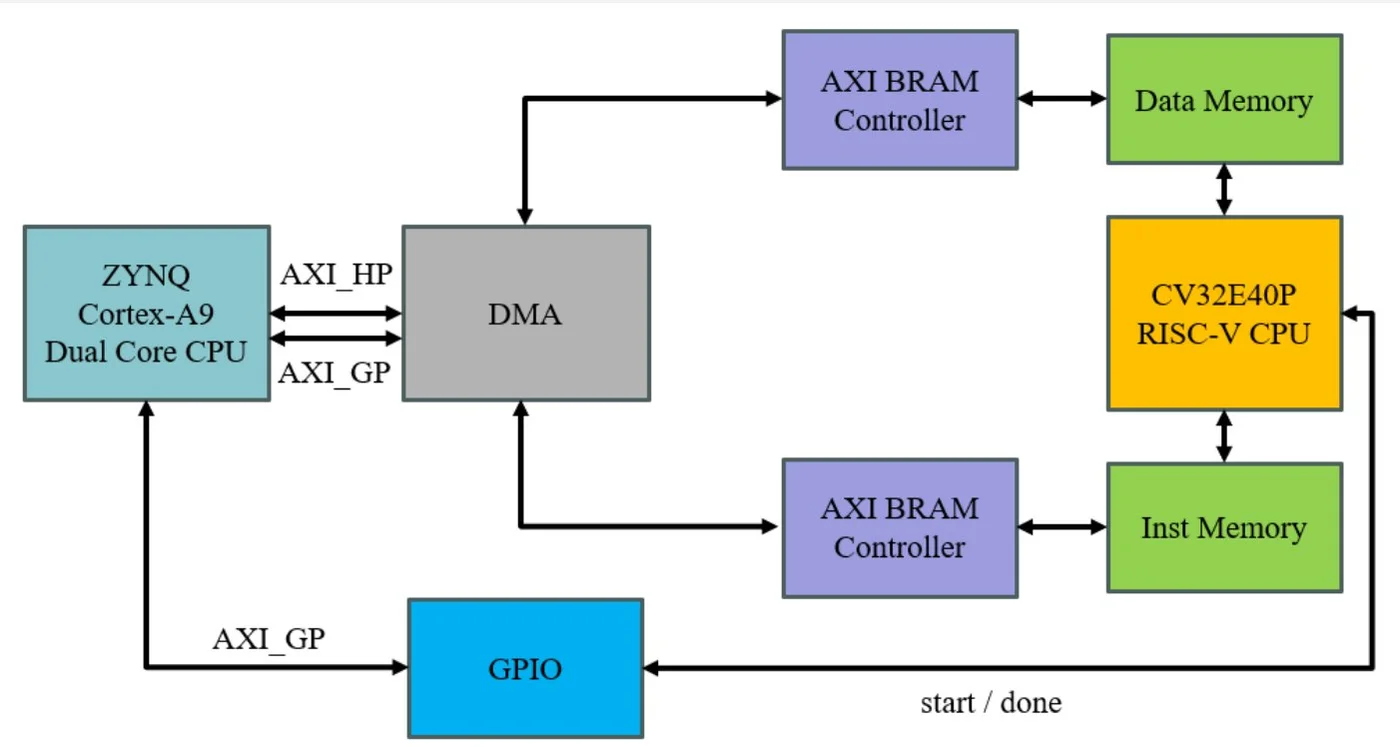 AXI BRAM
Controller
Data Memory
ZYNQ
Cortex-A9
Dual Core CPU
AXI_HP
AXI_GP
DMA
CV32E40P
RISC-V CPU
AXI BRAM
Controller
Inst Memory
AXI_GP
GPIO
start / done